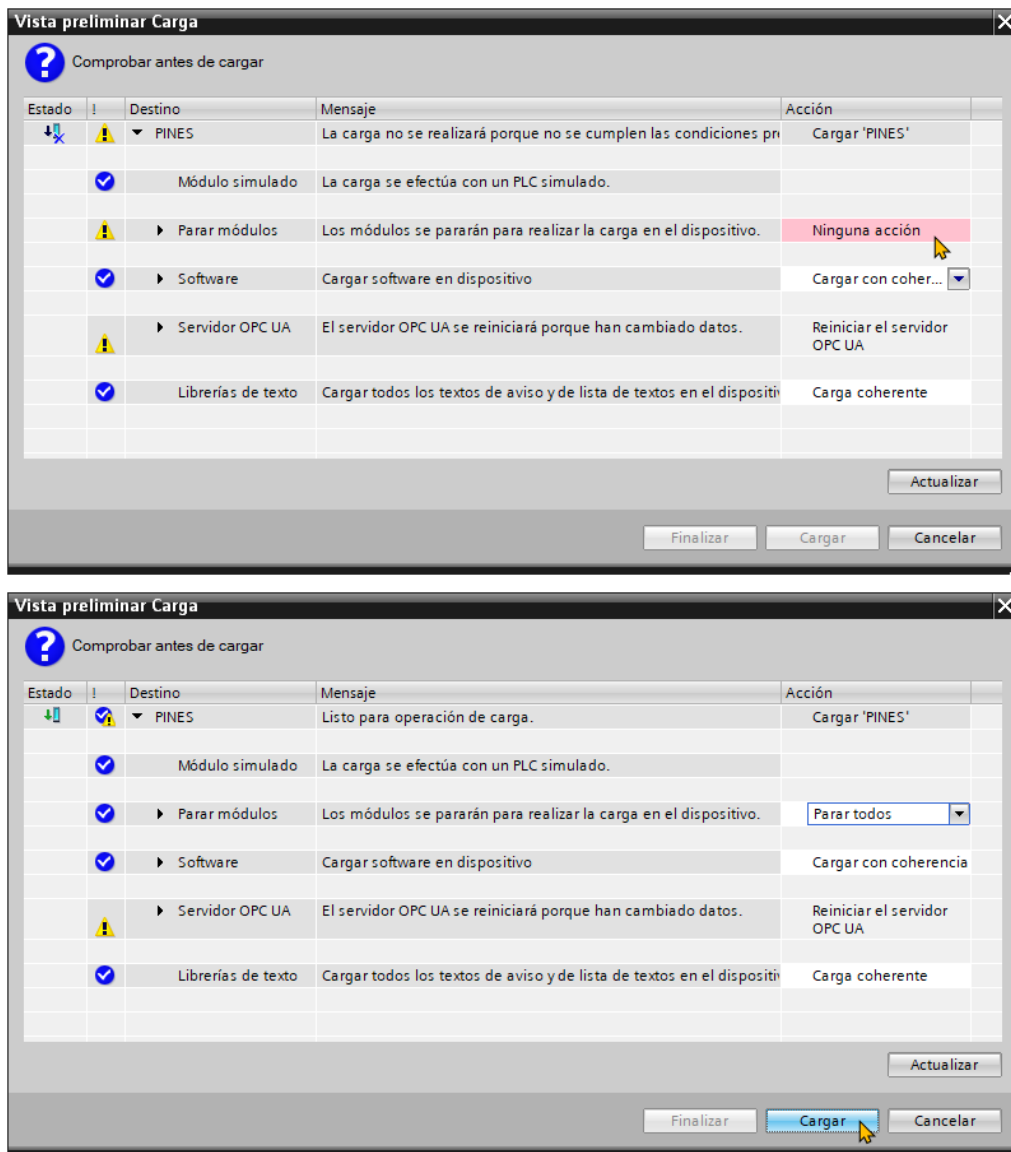 Vista preliminar Carga
Comprobar antes de cargar
Estado ! Destino Mensaje Acción
PINES La carga no se realizará porque no se cumplen las condiciones pr Cargar 'PINES'
Módulo simulado La carga se efectúa con un PLC simulado.
Parar módulos Los módulos se pararán para realizar la carga en el dispositivo. Ninguna acción
Software Cargar software en dispositivo Cargar con coher...
Servidor OPC UA El servidor OPC UA se reiniciará porque han cambiado datos. Reiniciar el servidor
OPC UA
Librerías de texto Cargar todos los textos de aviso y de lista de textos en el dispositiv Carga coherente
Actualizar
Finalizar Cargar Cancelar
Vista preliminar Carga
Comprobar antes de cargar
Estado ! Destino Mensaje Acción
PINES Listo para operación de carga. Cargar 'PINES'
Módulo simulado La carga se efectúa con un PLC simulado.
Parar módulos Los módulos se pararán para realizar la carga en el dispositivo. Parar todos
Software Cargar software en dispositivo Cargar con coherencia
Servidor OPC UA El servidor OPC UA se reiniciará porque han cambiado datos. Reiniciar el servidor
OPC UA
Librerías de texto Cargar todos los textos de aviso y de lista de textos en el dispositiv Carga coherente
Actualizar
Finalizar Cargar Cancelar